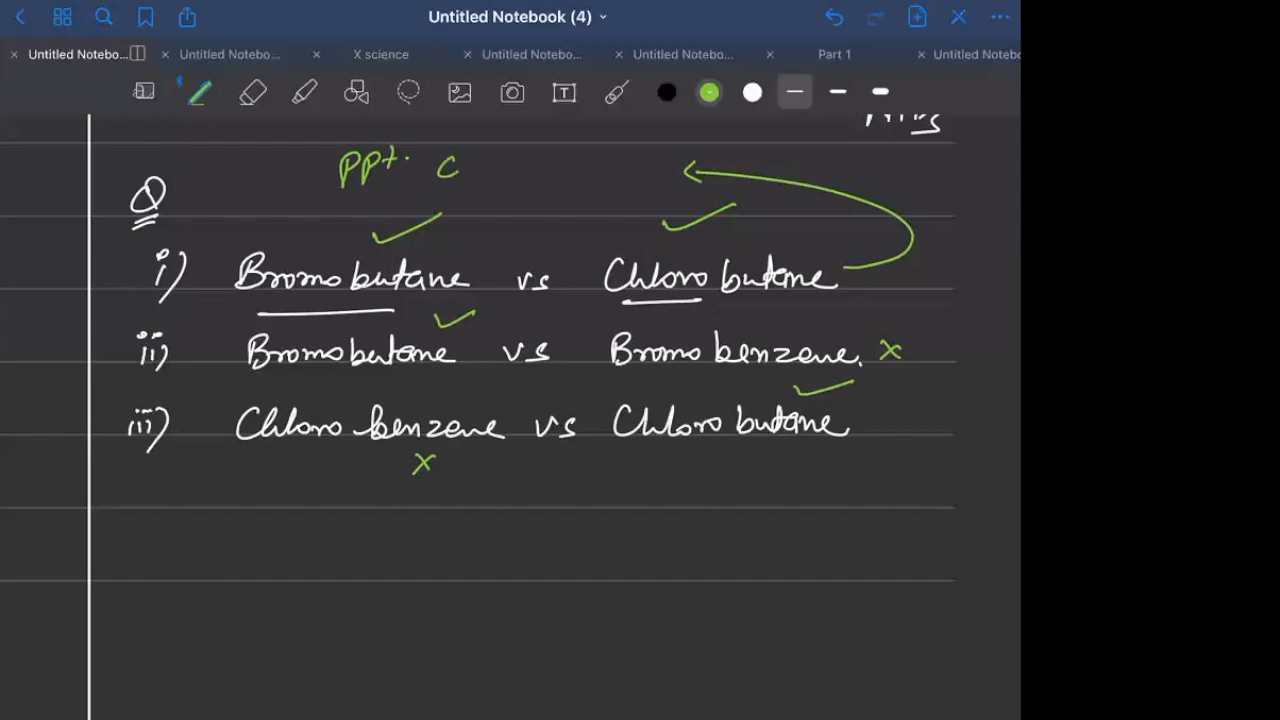 Untitled Notebook (4)
Untitled Notebo... Untitled Notebo... X science Untitled Notebo... Untitled Notebo... Part 1 Untitled Notebo
T
ppt. C
Q
i) Bromobutane vs Chlorobutane
ii) Bromobutane vs Bromobenzene.
iii) Chlorobenzene vs Chlorobutane